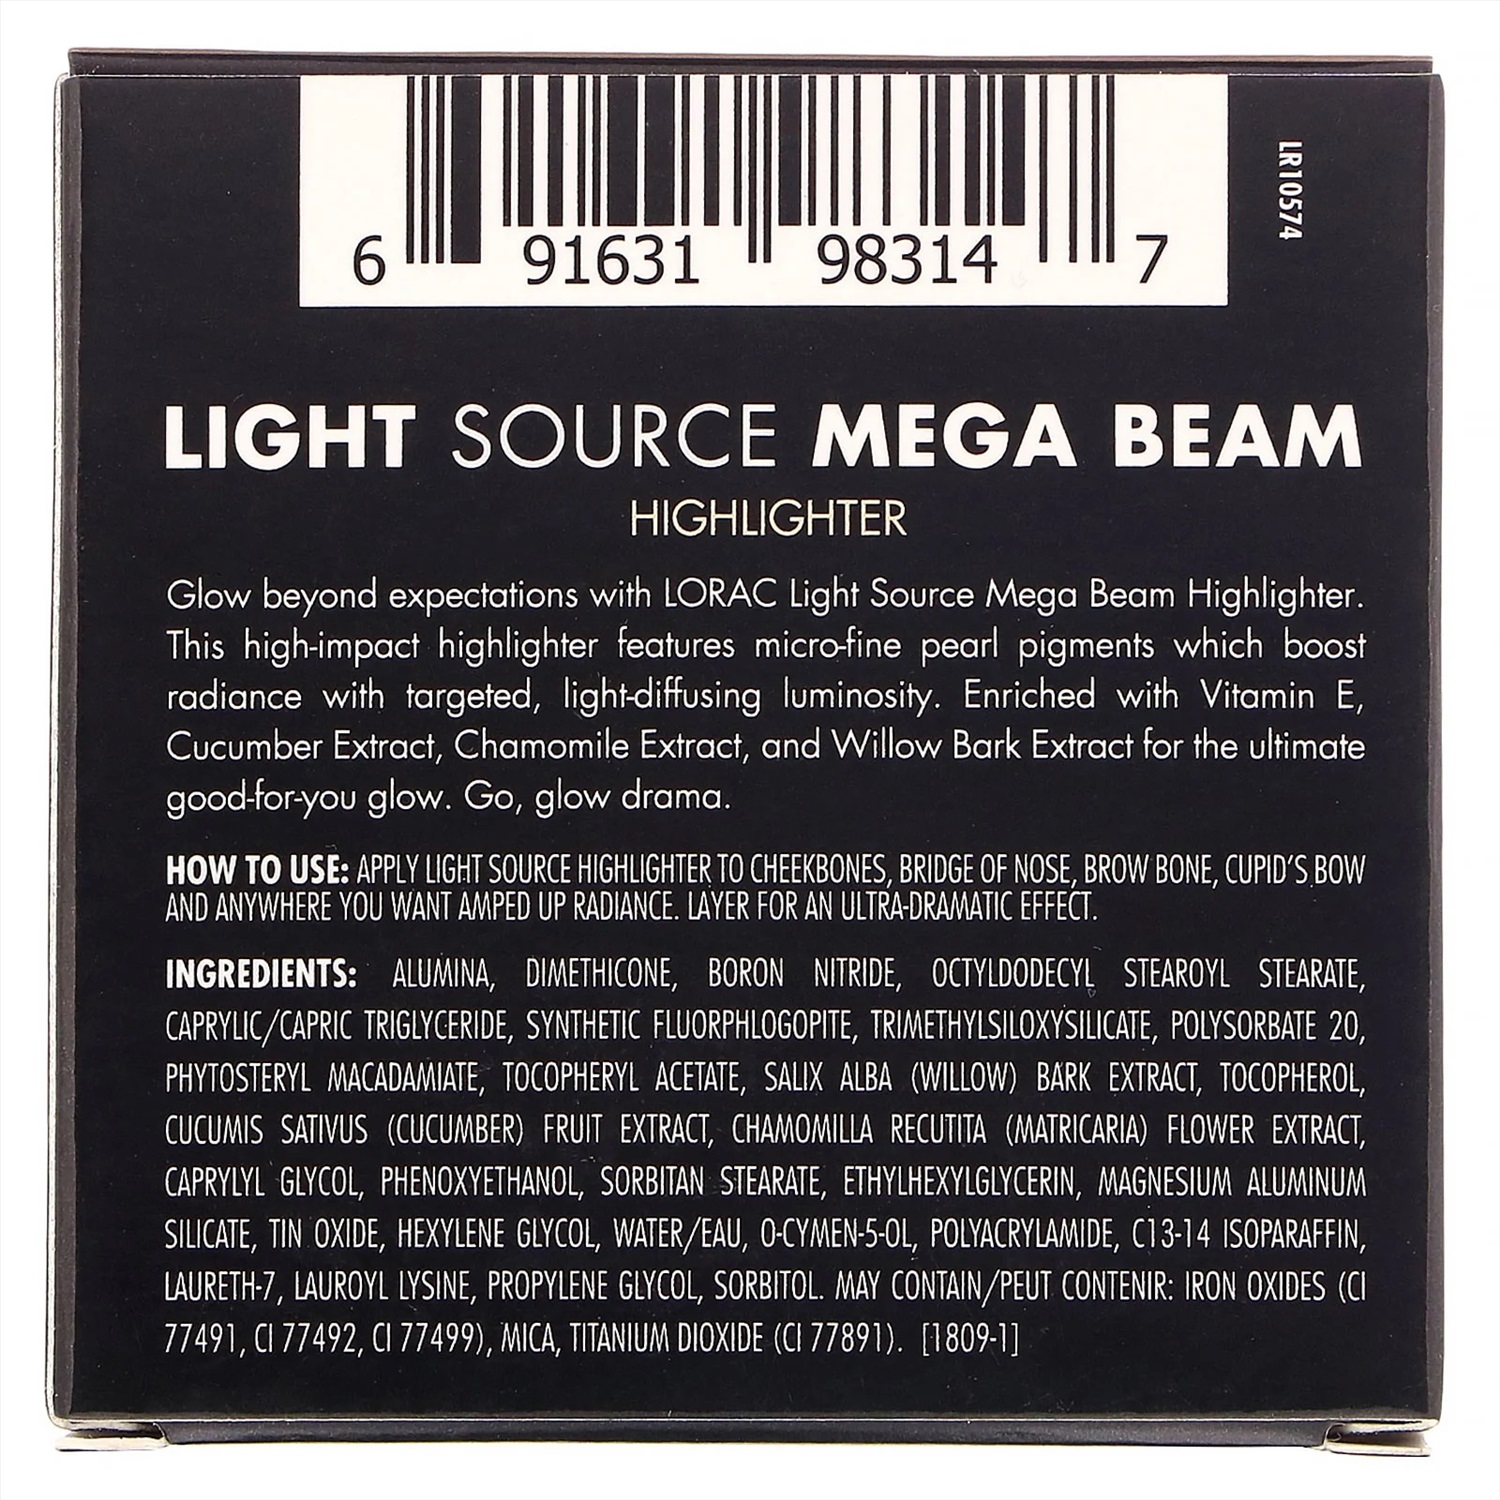 6 91631 98314 7
LR10574
LIGHT SOURCE MEGA BEAM
HIGHLIGHTER
Glow beyond expectations with LORAC Light Source Mega Beam Highlighter.
This high-impact highlighter features micro-fine pearl pigments which boost
radiance with targeted, light-diffusing luminosity. Enriched with Vitamin E,
Cucumber Extract, Chamomile Extract, and Willow Bark Extract for the ultimate
good-for-you glow. Go, glow drama.
HOW TO USE: APPLY LIGHT SOURCE HIGHLIGHTER TO CHEEKBONES, BRIDGE OF NOSE, BROW BONE, CUPID'S BOW
AND ANYWHERE YOU WANT AMPED UP RADIANCE. LAYER FOR AN ULTRA-DRAMATIC EFFECT.
INGREDIENTS: ALUMINA, DIMETHICONE, BORON NITRIDE, OCTYLDODECYL STEAROYL STEARATE,
CAPRYLIC/CAPRIC TRIGLYCERIDE, SYNTHETIC FLUORPHLOGOPITE, TRIMETHYLSILOXYSILICATE, POLYSORBATE 20,
PHYTOSTERYL MACADAMIATE, TOCOPHERYL ACETATE, SALIX ALBA (WILLOW) BARK EXTRACT, TOCOPHEROL,
CUCUMIS SATIVUS (CUCUMBER) FRUIT EXTRACT, CHAMOMILLA RECUTITA (MATRICARIA) FLOWER EXTRACT,
CAPRYLYL GLYCOL, PHENOXYETHANOL, SORBITAN STEARATE, ETHYLHEXYLGLYCERIN, MAGNESIUM ALUMINUM
SILICATE, TIN OXIDE, HEXYLENE GLYCOL, WATER/EAU, O-CYMEN-5-OL, POLYACRYLAMIDE, C13-14 ISOPARAFFIN,
LAURETH-7, LAUROYL LYSINE, PROPYLENE GLYCOL, SORBITOL. MAY CONTAIN/PEUT CONTENIR: IRON OXIDES (CI
77491, CI 77492, CI 77499), MICA, TITANIUM DIOXIDE (CI 77891). [1809-1]